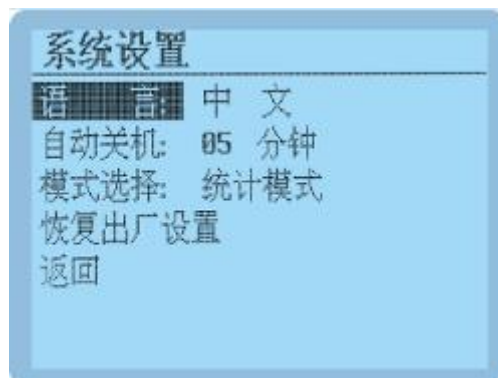 系统设置
语 言: 中 文
自动关机: 05 分钟
模式选择: 统计模式
恢复出厂设置
返回